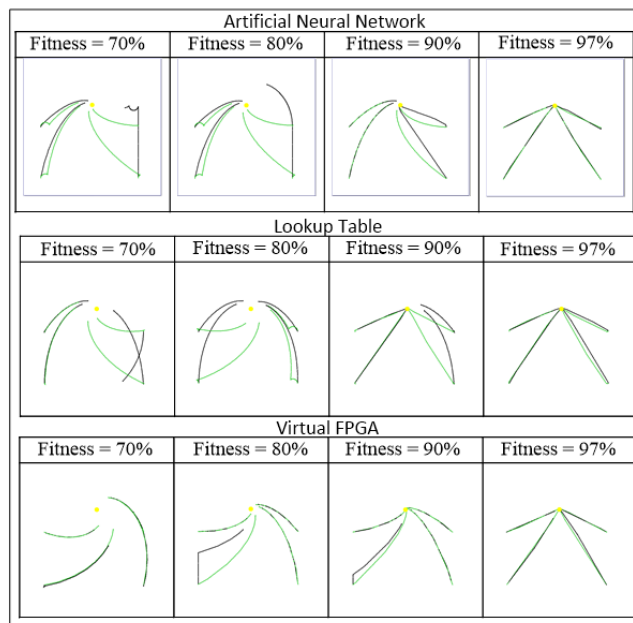 Artificial Neural Network
Fitness = 70% Fitness = 80% Fitness = 90% Fitness = 97%
Lookup Table
Fitness = 70% Fitness = 80% Fitness = 90% Fitness = 97%
Virtual FPGA
Fitness = 70% Fitness = 80% Fitness = 90% Fitness = 97%